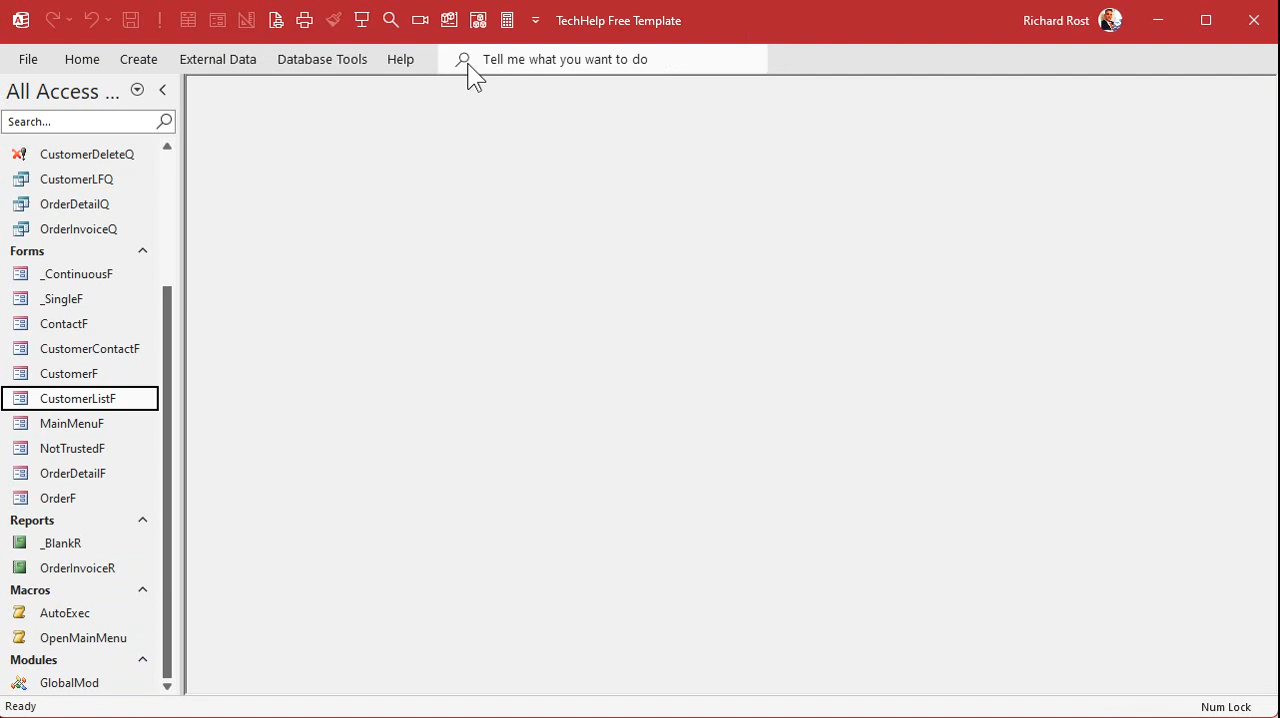 TechHelp Free Template
Richard Rost
File Home Create External Data Database Tools Help Tell me what you want to do
All Access ...
Search...
CustomerDeleteQ
CustomerLFQ
OrderDetailQ
OrderInvoiceQ
Forms
_ContinuousF
_SingleF
ContactF
CustomerContactF
CustomerF
CustomerListF
MainMenuF
NotTrustedF
OrderDetailF
OrderF
Reports
_BlankR
OrderInvoiceR
Macros
AutoExec
OpenMainMenu
Modules
GlobalMod
Ready
Num Lock